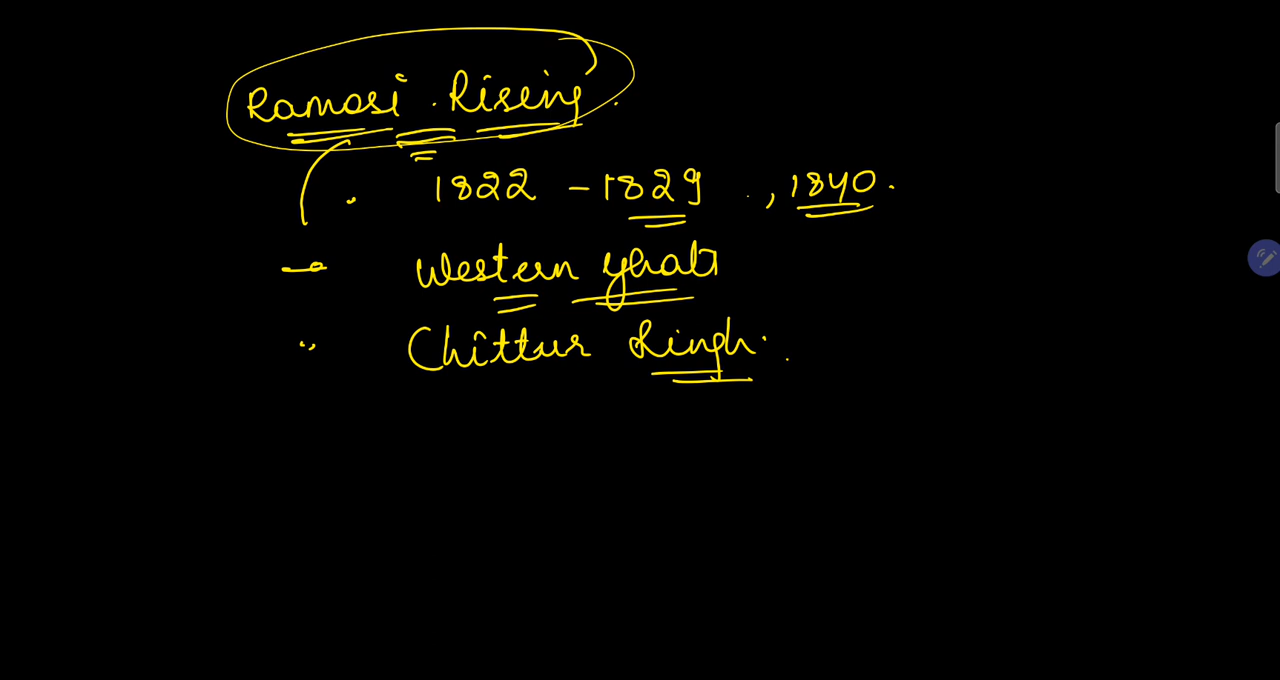 Ramosi Rising.
1822 - 1829, 1840.
Western Ghats
Chittur Singh.